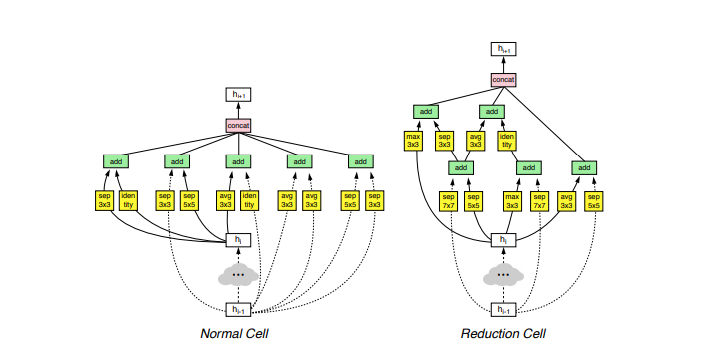 h_{i+1}
concat
add add add add add
sep 3x3 iden tity sep 3x3 sep 5x5 avg 3x3 iden tity avg 3x3 avg 3x3 sep 5x5 sep 3x3
h_i
...
h_{i-1}
Normal Cell
h_{i+1}
concat
add add
max 3x3 sep 3x3 avg 3x3 iden tity
add add add
sep 7x7 sep 5x5 max 3x3 sep 7x7 avg 3x3 sep 5x5
h_i
...
h_{i-1}
Reduction Cell